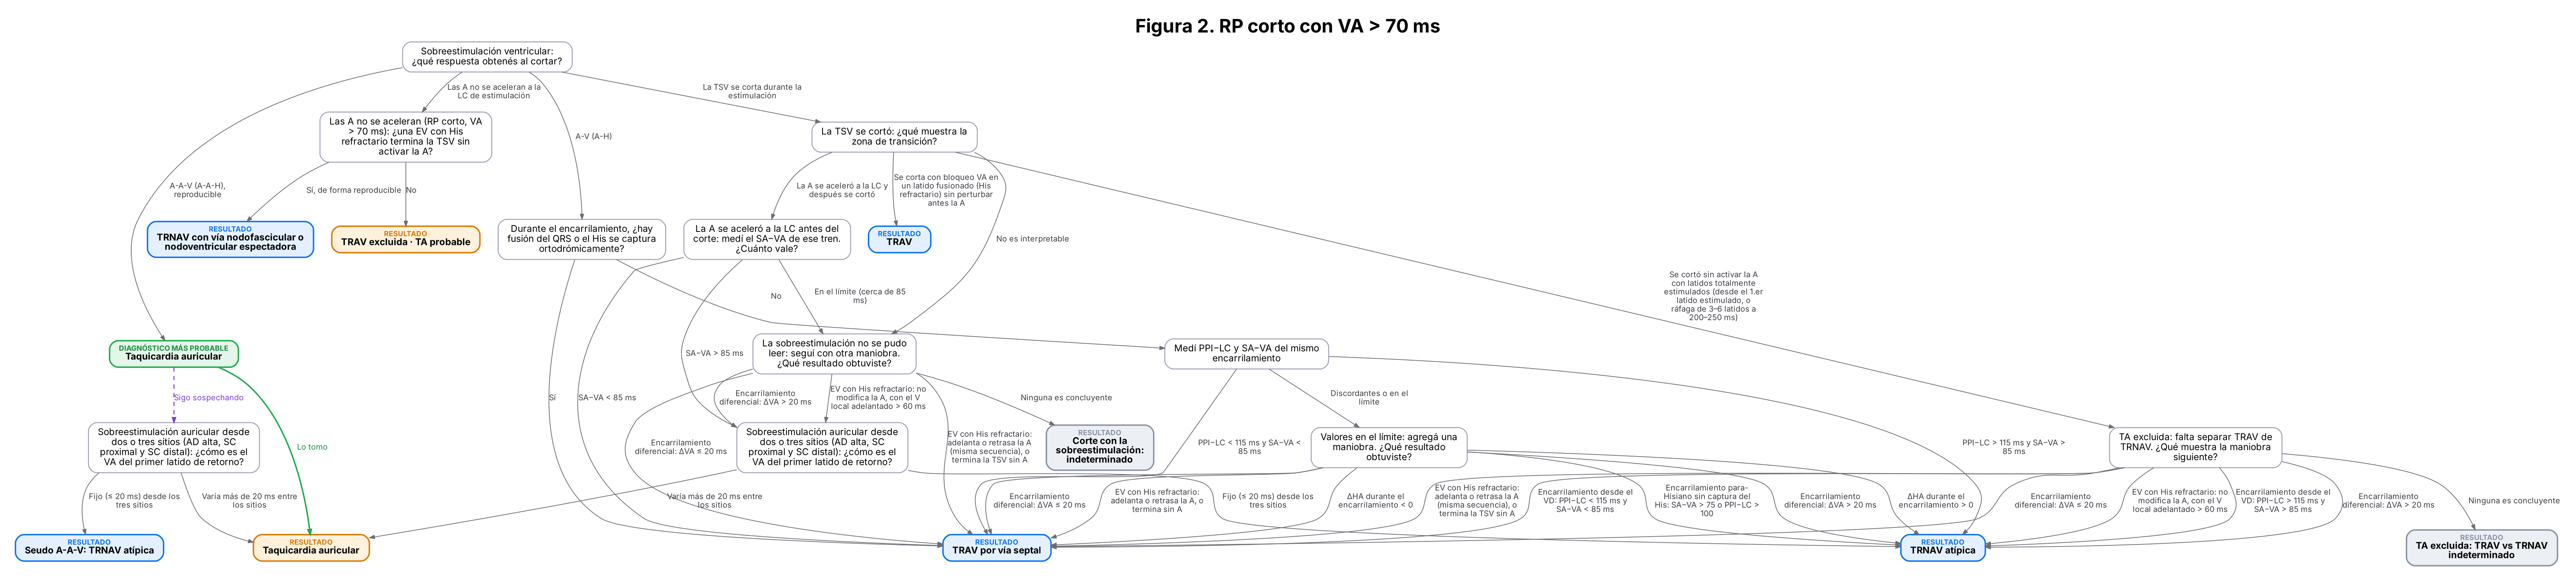 Figura 2. RP corto con VA > 70 ms
Sobreestimulación ventricular:
¿qué respuesta obtenés al cortar?
Las A no se aceleran a la
LC de estimulación
La TSV se corta durante la
estimulación
Las A no se aceleran (RP corto, VA
> 70 ms): ¿una EV con His
refractario termina la TSV sin
activar la A?
A-V (A-H)
La TSV se cortó: ¿qué muestra la
zona de transición?
A-A-V (A-A-H),
reproducible
Sí, de forma reproducible
No
La A se aceleró a la LC y
después se cortó
Se corta con bloqueo VA en
un latido fusionado (His
refractario) sin perturbar
antes la A
RESULTADO
TRNAV con vía nodofascicular o
nodoventricular espectadora
RESULTADO
TRAV excluida · TA probable
Durante el encarrilamiento, ¿hay
fusión del QRS o el His se captura
ortodrómicamente?
La A se aceleró a la LC antes del
corte: medí el SA−VA de ese tren.
¿Cuánto vale?
RESULTADO
TRAV
No es interpretable
Se cortó sin activar la A
con latidos totalmente
estimulados (desde el 1.er
latido estimulado, o
ráfaga de 3–6 latidos a
200–250 ms)
No
En el límite (cerca de 85
ms)
DIAGNÓSTICO MÁS PROBABLE
Taquicardia auricular
SA−VA > 85 ms
La sobreestimulación no se pudo
leer: seguí con otra maniobra.
¿Qué resultado obtuviste?
Medí PPI−LC y SA−VA del mismo
encarrilamiento
Sigo sospechando
Sí
SA−VA < 85 ms
Encarrilamiento
diferencial: ΔVA > 20 ms
EV con His refractario: no
modifica la A, con el V
local adelantado > 60 ms
Ninguna es concluyente
Discordantes o en el
límite
Sobreestimulación auricular desde
dos o tres sitios (AD alta, SC
proximal y SC distal): ¿cómo es el
VA del primer latido de retorno?
Lo tomo
Encarrilamiento
diferencial: ΔVA ≤ 20 ms
Sobreestimulación auricular desde
dos o tres sitios (AD alta, SC
proximal y SC distal): ¿cómo es el
VA del primer latido de retorno?
EV con His refractario:
adelanta o retrasa la A
(misma secuencia), o
termina la TSV sin A
RESULTADO
Corte con la
sobreestimulación:
indeterminado
PPI−LC < 115 ms y SA−VA <
85 ms
Valores en el límite: agregá una
maniobra. ¿Qué resultado
obtuviste?
PPI−LC > 115 ms y SA−VA >
85 ms
TA excluida: falta separar TRAV de
TRNAV. ¿Qué muestra la maniobra
siguiente?
Fijo (≤ 20 ms) desde los
tres sitios
Varía más de 20 ms entre
los sitios
Varía más de 20 ms entre
los sitios
Encarrilamiento
diferencial: ΔVA ≤ 20 ms
EV con His refractario:
adelanta o retrasa la A, o
termina sin A
Fijo (≤ 20 ms) desde los
tres sitios
ΔHA durante el
encarrilamiento < 0
EV con His refractario:
adelanta o retrasa la A
(misma secuencia), o
termina la TSV sin A
Encarrilamiento desde el
VD: PPI−LC < 115 ms y
SA−VA < 85 ms
Encarrilamiento para-
Hisiano sin captura del
His: SA−VA > 75 o PPI−LC >
100
Encarrilamiento
diferencial: ΔVA > 20 ms
ΔHA durante el
encarrilamiento > 0
Encarrilamiento
diferencial: ΔVA ≤ 20 ms
EV con His refractario: no
modifica la A, con el V
local adelantado > 60 ms
Encarrilamiento desde el
VD: PPI−LC > 115 ms y
SA−VA > 85 ms
Encarrilamiento
diferencial: ΔVA > 20 ms
Ninguna es concluyente
RESULTADO
Seudo A-A-V: TRNAV atípica
RESULTADO
Taquicardia auricular
RESULTADO
TRAV por vía septal
RESULTADO
TRNAV atípica
RESULTADO
TA excluida: TRAV vs TRNAV
indeterminado